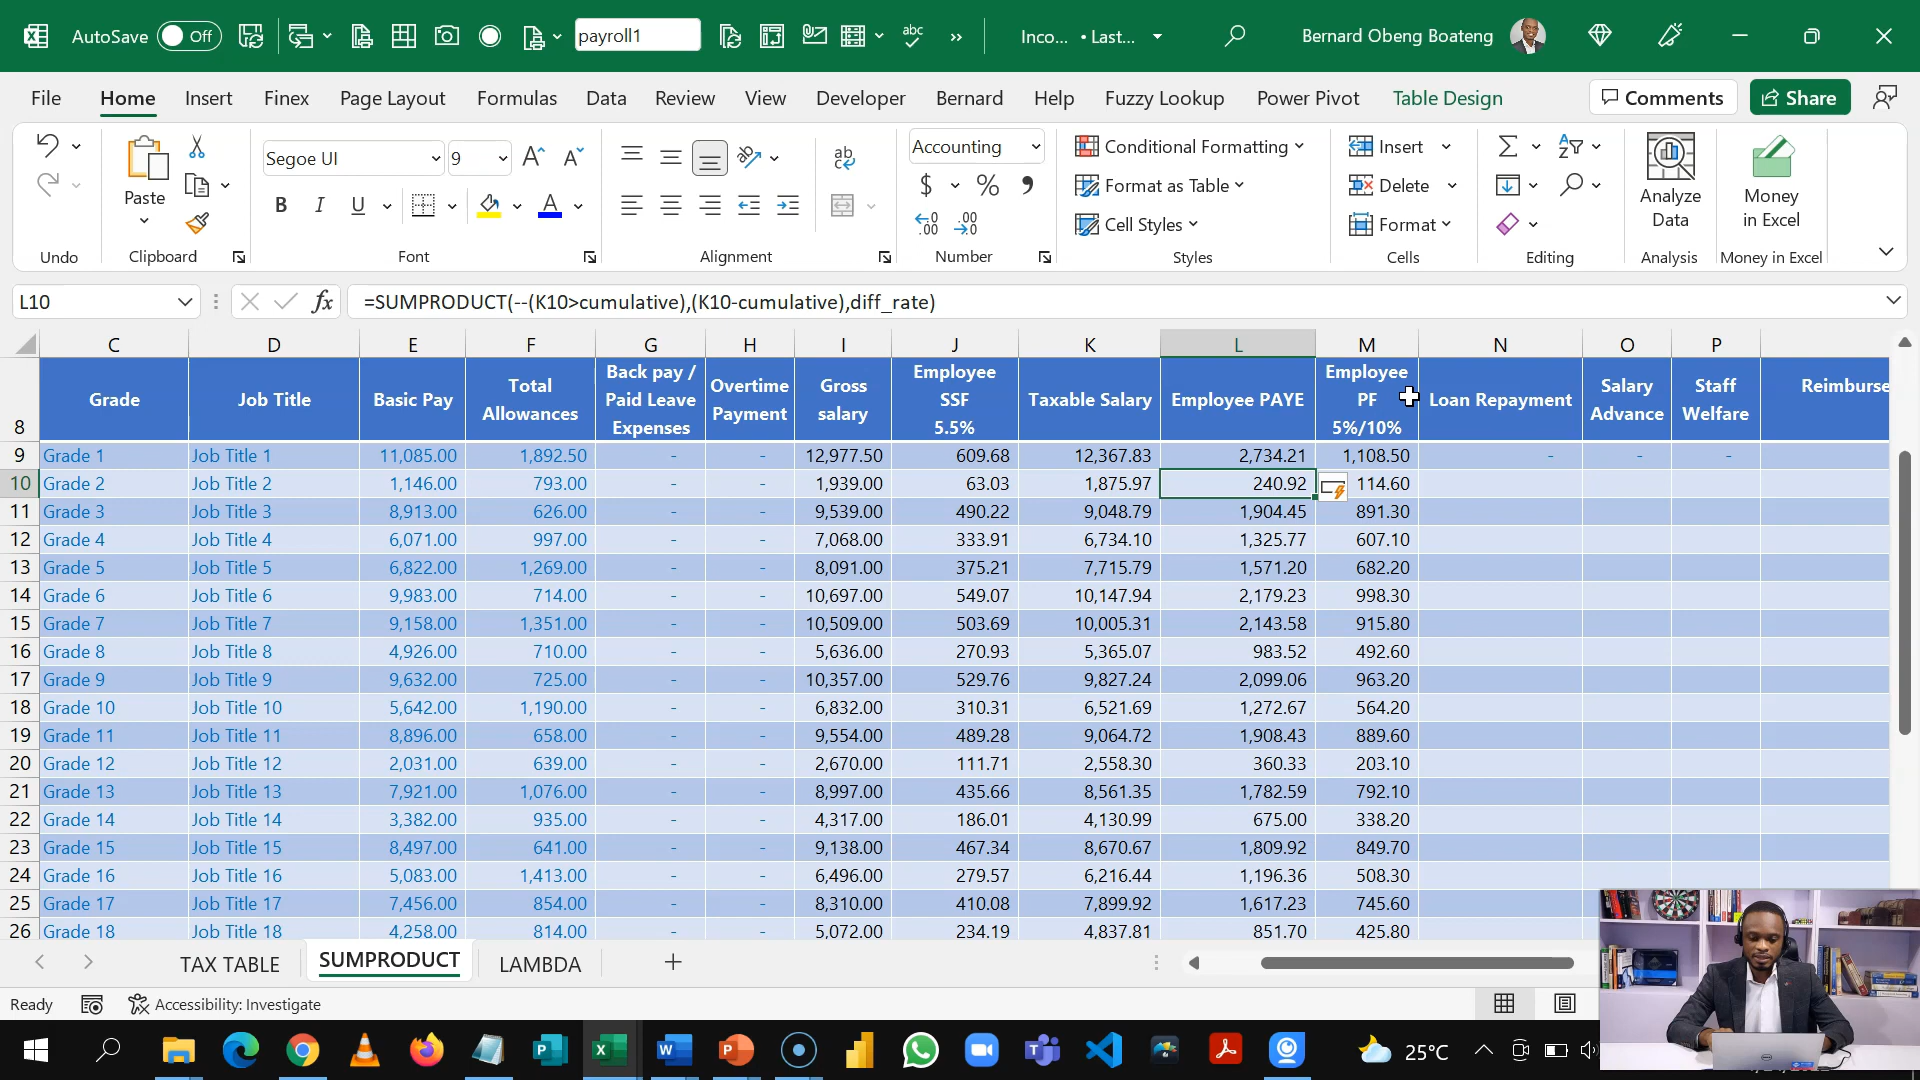 AutoSave Off payroll1 Inco... • Last... Bernard Obeng Boateng
File Home Insert Finex Page Layout Formulas Data Review View Developer Bernard Help Fuzzy Lookup Power Pivot Table Design Comments Share
Segoe UI 9 Accounting Conditional Formatting Insert
Paste B I U $ % Format as Table Delete Analyze Data Money in Excel
Cell Styles Format
Undo Clipboard Font Alignment Number Styles Cells Editing Analysis Money in Excel
L10 fx =SUMPRODUCT(--(K10>cumulative),(K10-cumulative),diff_rate)
C D E F G H I J K L M N O P
8 Grade Job Title Basic Pay Total Allowances Back pay / Paid Leave Expenses Overtime Payment Gross salary Employee SSF 5.5% Taxable Salary Employee PAYE Employee PF 5%/10% Loan Repayment Salary Advance Staff Welfare Reimburse
9 Grade 1 Job Title 1 11,085.00 1,892.50 - - 12,977.50 609.68 12,367.83 2,734.21 1,108.50 - - -
10 Grade 2 Job Title 2 1,146.00 793.00 - - 1,939.00 63.03 1,875.97 240.92 114.60
11 Grade 3 Job Title 3 8,913.00 626.00 - - 9,539.00 490.22 9,048.79 1,904.45 891.30
12 Grade 4 Job Title 4 6,071.00 997.00 - - 7,068.00 333.91 6,734.10 1,325.77 607.10
13 Grade 5 Job Title 5 6,822.00 1,269.00 - - 8,091.00 375.21 7,715.79 1,571.20 682.20
14 Grade 6 Job Title 6 9,983.00 714.00 - - 10,697.00 549.07 10,147.94 2,179.23 998.30
15 Grade 7 Job Title 7 9,158.00 1,351.00 - - 10,509.00 503.69 10,005.31 2,143.58 915.80
16 Grade 8 Job Title 8 4,926.00 710.00 - - 5,636.00 270.93 5,365.07 983.52 492.60
17 Grade 9 Job Title 9 9,632.00 725.00 - - 10,357.00 529.76 9,827.24 2,099.06 963.20
18 Grade 10 Job Title 10 5,642.00 1,190.00 - - 6,832.00 310.31 6,521.69 1,272.67 564.20
19 Grade 11 Job Title 11 8,896.00 658.00 - - 9,554.00 489.28 9,064.72 1,908.43 889.60
20 Grade 12 Job Title 12 2,031.00 639.00 - - 2,670.00 111.71 2,558.30 360.33 203.10
21 Grade 13 Job Title 13 7,921.00 1,076.00 - - 8,997.00 435.66 8,561.35 1,782.59 792.10
22 Grade 14 Job Title 14 3,382.00 935.00 - - 4,317.00 186.01 4,130.99 675.00 338.20
23 Grade 15 Job Title 15 8,497.00 641.00 - - 9,138.00 467.34 8,670.67 1,809.92 849.70
24 Grade 16 Job Title 16 5,083.00 1,413.00 - - 6,496.00 279.57 6,216.44 1,196.36 508.30
25 Grade 17 Job Title 17 7,456.00 854.00 - - 8,310.00 410.08 7,899.92 1,617.23 745.60
26 Grade 18 Job Title 18 4,258.00 814.00 - - 5,072.00 234.19 4,837.81 851.70 425.80
TAX TABLE SUMPRODUCT LAMBDA
Ready Accessibility: Investigate
25°C